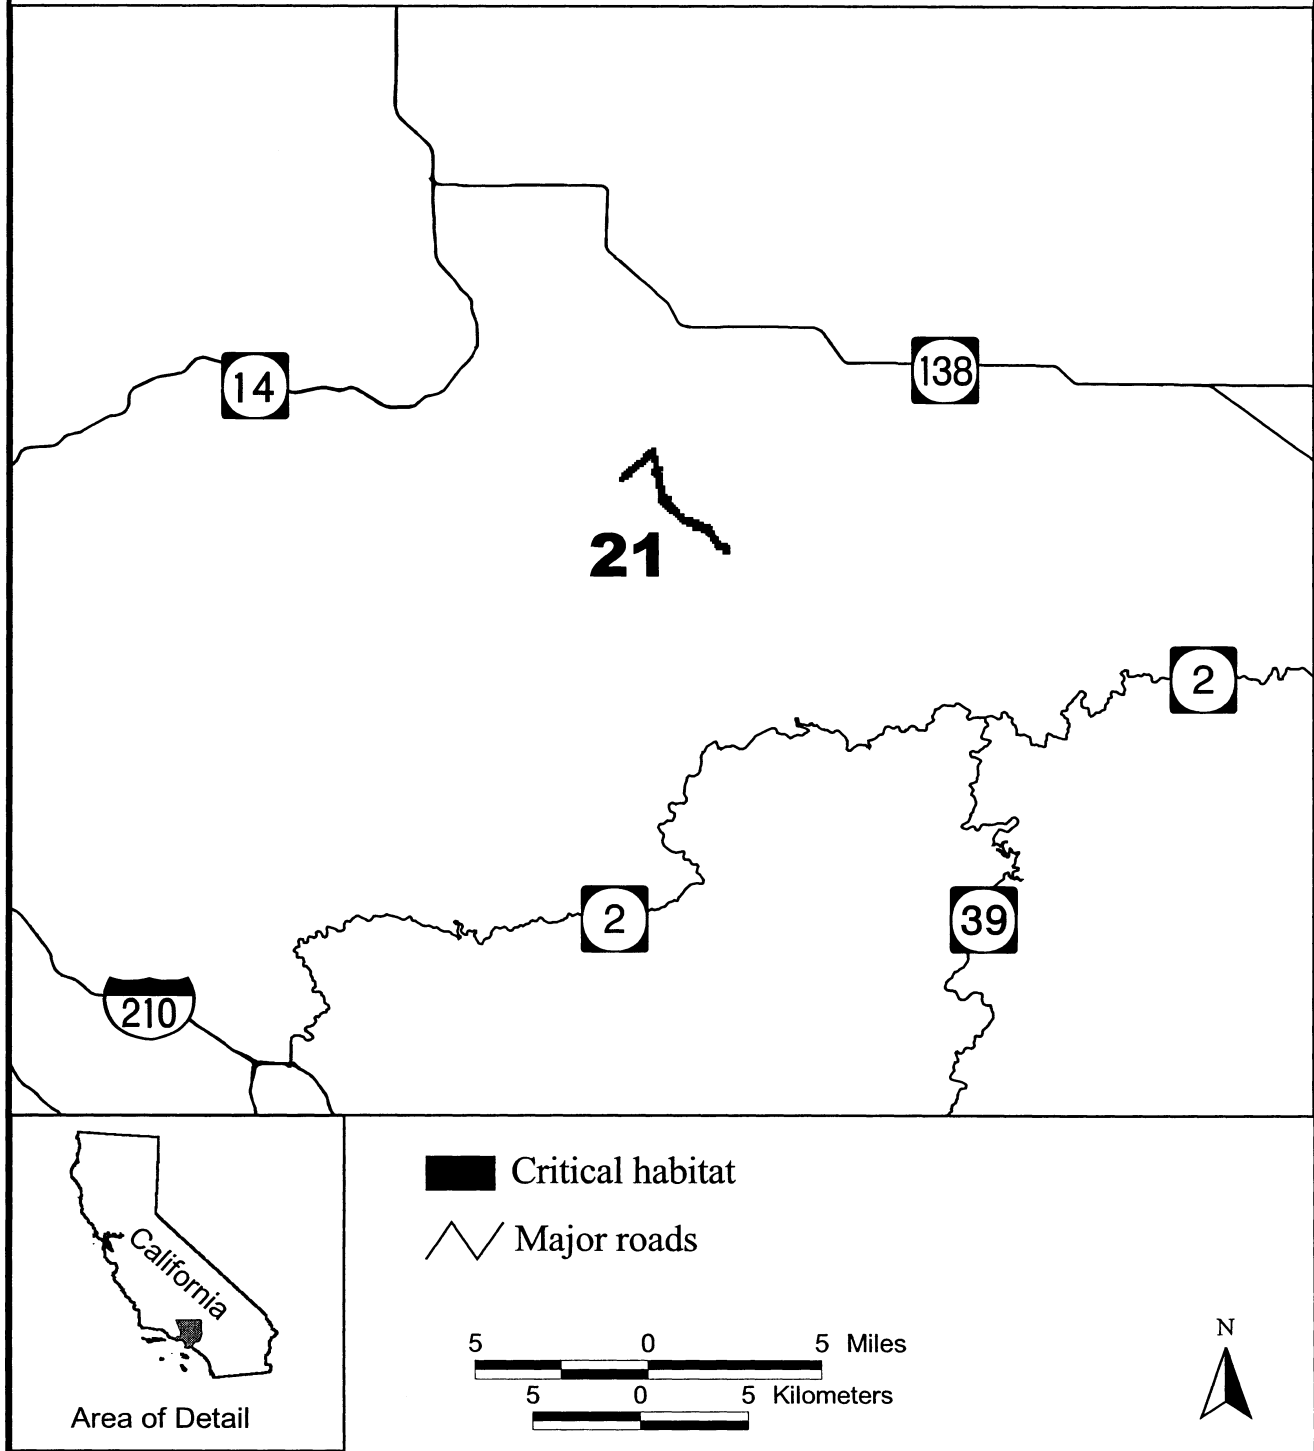 14
138
21
2
2
39
210
California
Area of Detail
Critical habitat
Major roads
5 0 5 Miles
5 0 5 Kilometers
N